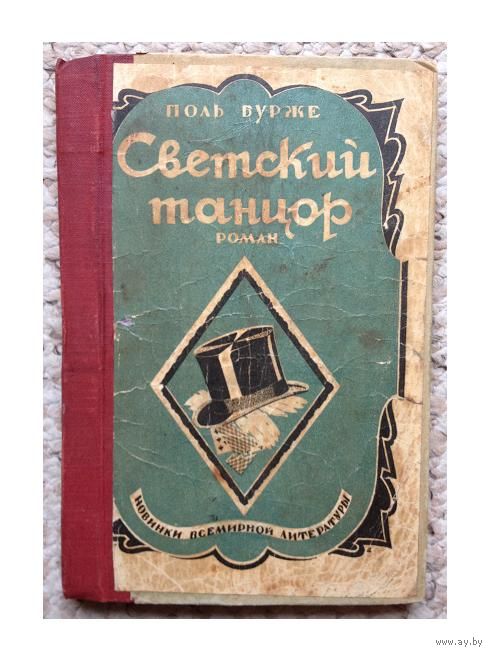 ПОЛЬ БУРЖЕ
Светский
танцор
РОМАН
НОВИНКИ ВСЕМИРНОЙ ЛИТЕРАТУРЫ
www.ay.by